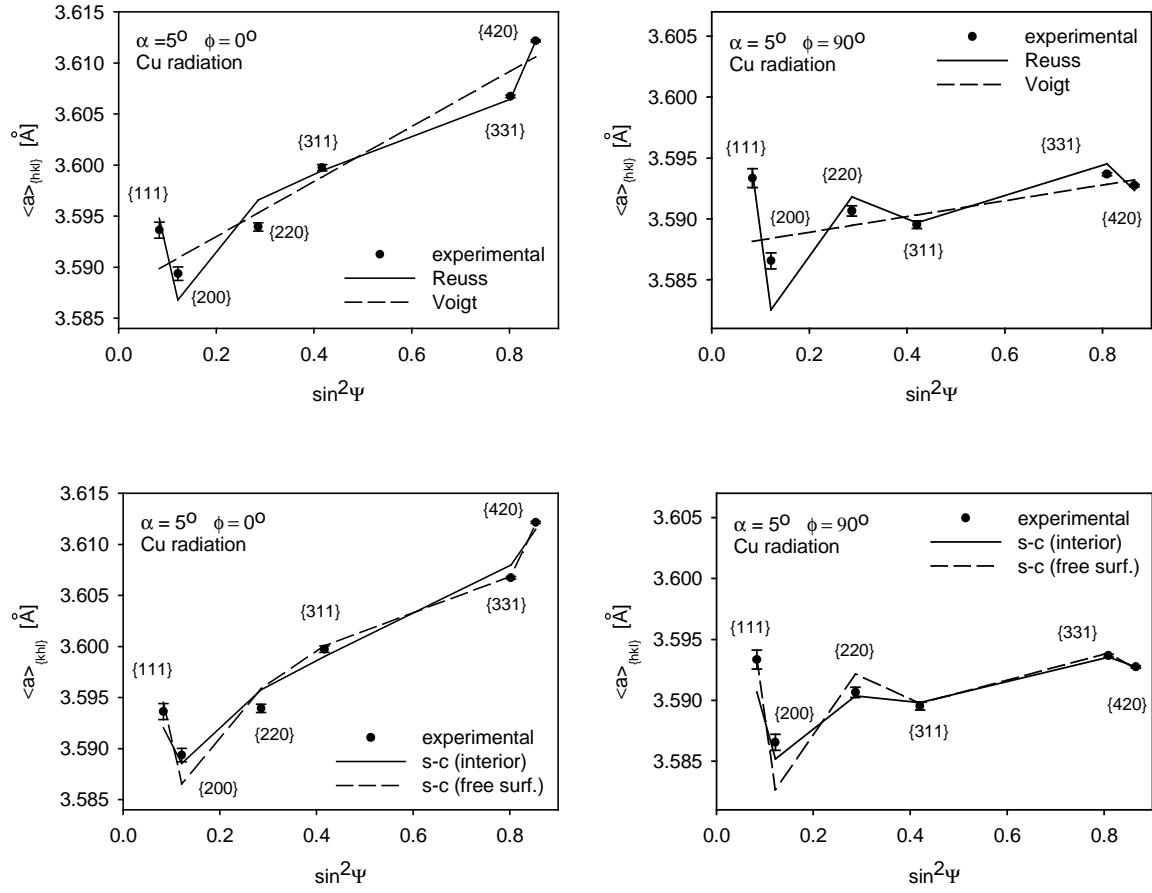 3.615
3.610
3.605
3.600
3.595
3.590
3.585
<a>{hkl} [Å]
α =5° ϕ = 0°
Cu radiation
{420}
{331}
{311}
{111}
{220}
{200}
experimental
Reuss
Voigt
0.0 0.2 0.4 0.6 0.8
sin²Ψ
3.605
3.600
3.595
3.590
3.585
<a>{hkl} [Å]
α = 5° ϕ = 90°
Cu radiation
experimental
Reuss
Voigt
{111}
{220}
{331}
{200}
{311}
{420}
0.0 0.2 0.4 0.6 0.8
sin²Ψ
3.615
3.610
3.605
3.600
3.595
3.590
3.585
<a>{khl} [Å]
α = 5° ϕ = 0°
Cu radiation
{420}
{311}
{331}
{111}
{220}
{200}
experimental
s-c (interior)
s-c (free surf.)
0.0 0.2 0.4 0.6 0.8
sin²Ψ
3.605
3.600
3.595
3.590
3.585
<a>{hkl} [Å]
α = 5° ϕ = 90°
Cu radiation
experimental
s-c (interior)
s-c (free surf.)
{111}
{220}
{331}
{200}
{311}
{420}
0.0 0.2 0.4 0.6 0.8
sin²Ψ